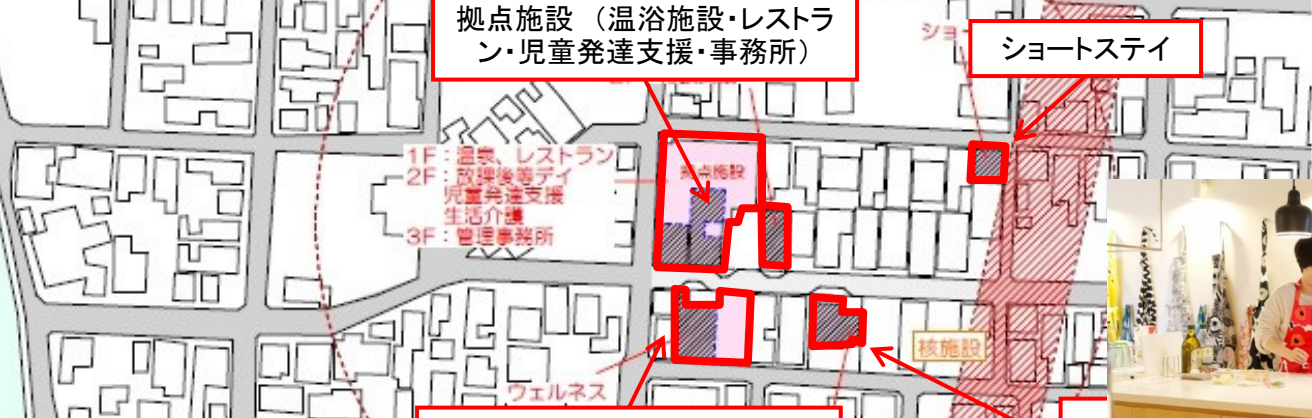 拠点施設 (温浴施設・レストラ
ン・児童発達支援・事務所)
ショー
ショートステイ
1F:温泉、レストラン
2F:放課後等デイ
児童発達支援
生活介護
3F:管理事務所
拠点施設
核施設
ウェルネス